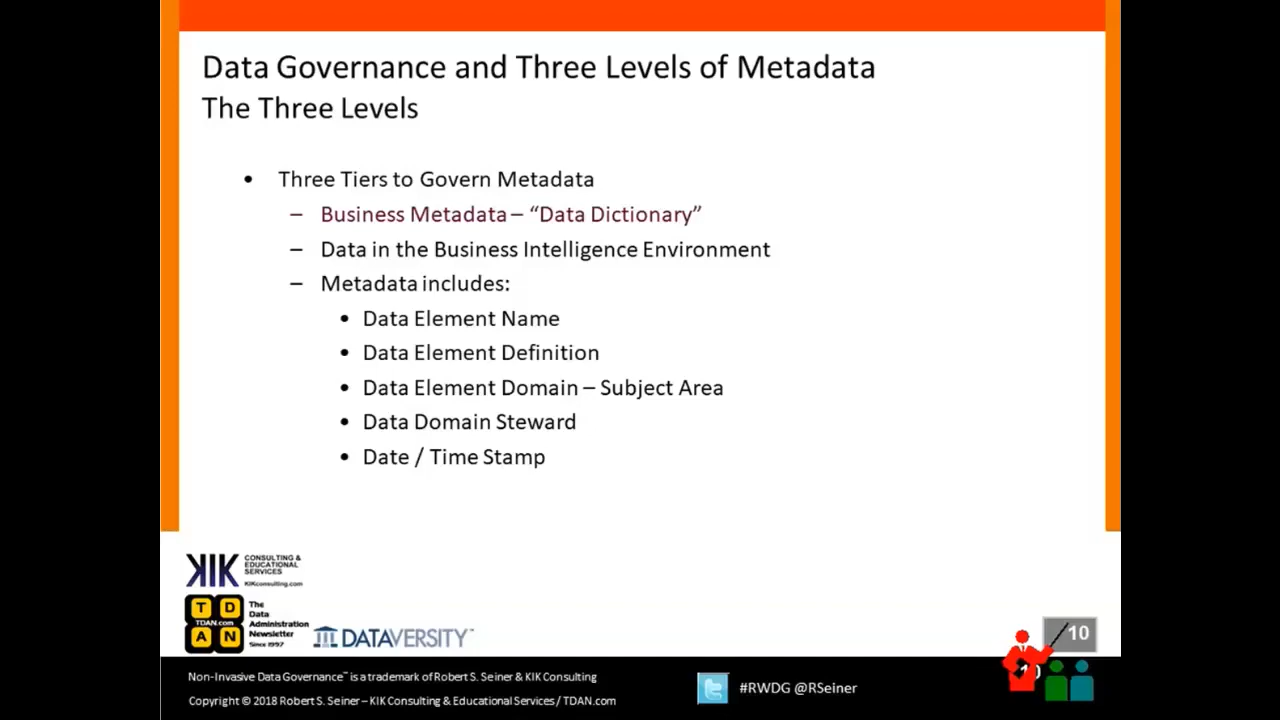 Data Governance and Three Levels of Metadata
The Three Levels
• Three Tiers to Govern Metadata
– Business Metadata – “Data Dictionary”
– Data in the Business Intelligence Environment
– Metadata includes:
• Data Element Name
• Data Element Definition
• Data Element Domain – Subject Area
• Data Domain Steward
• Date / Time Stamp
KIK
CONSULTING &
EDUCATIONAL
SERVICES
KIKconsulting.com
T D
TDAN.com
A N
The
Data
Administration
Newsletter
Since 1997
DATAVERSITY™
10
Non-Invasive Data Governance™ is a trademark of Robert S. Seiner & KIK Consulting
Copyright © 2018 Robert S. Seiner – KIK Consulting & Educational Services / TDAN.com
#RWDG @RSeiner